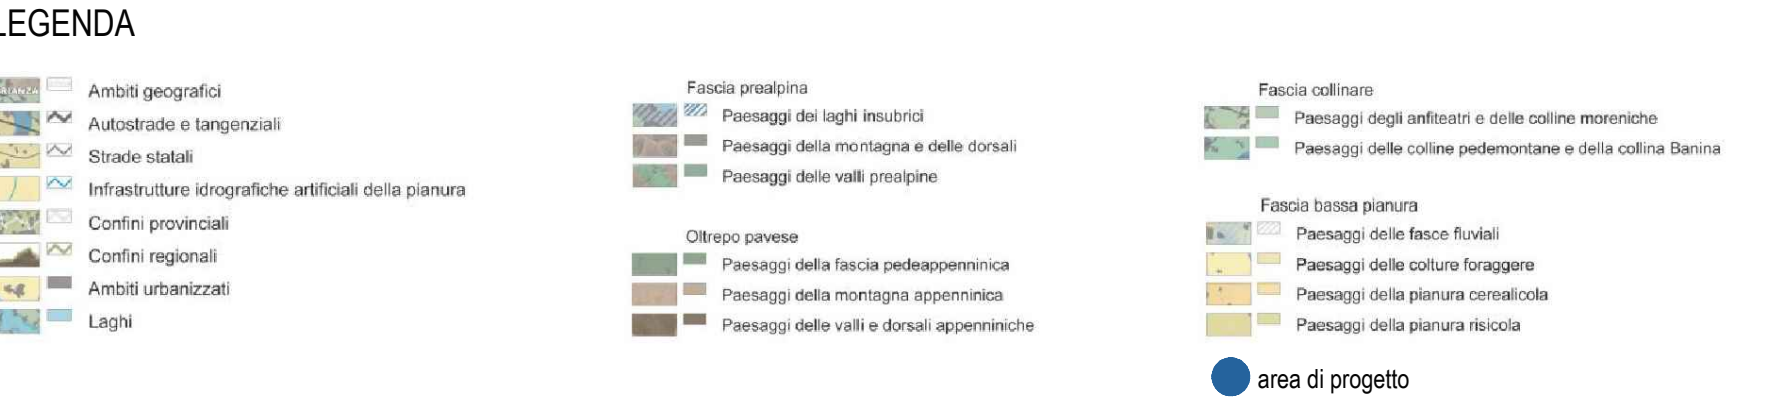 LEGENDA
Ambiti geografici
Autostrade e tangenziali
Strade statali
Infrastrutture idrografiche artificiali della pianura
Confini provinciali
Confini regionali
Ambiti urbanizzati
Laghi
Fascia prealpina
Paesaggi dei laghi insubrici
Paesaggi della montagna e delle dorsali
Paesaggi delle valli prealpine
Oltrepo pavese
Paesaggi della fascia pedeappenninica
Paesaggi della montagna appenninica
Paesaggi delle valli e dorsali appenniniche
Fascia collinare
Paesaggi degli anfiteatri e delle colline moreniche
Paesaggi delle colline pedemontane e della collina Banina
Fascia bassa pianura
Paesaggi delle fasce fluviali
Paesaggi delle colture foraggere
Paesaggi della pianura cerealicola
Paesaggi della pianura risicola
area di progetto